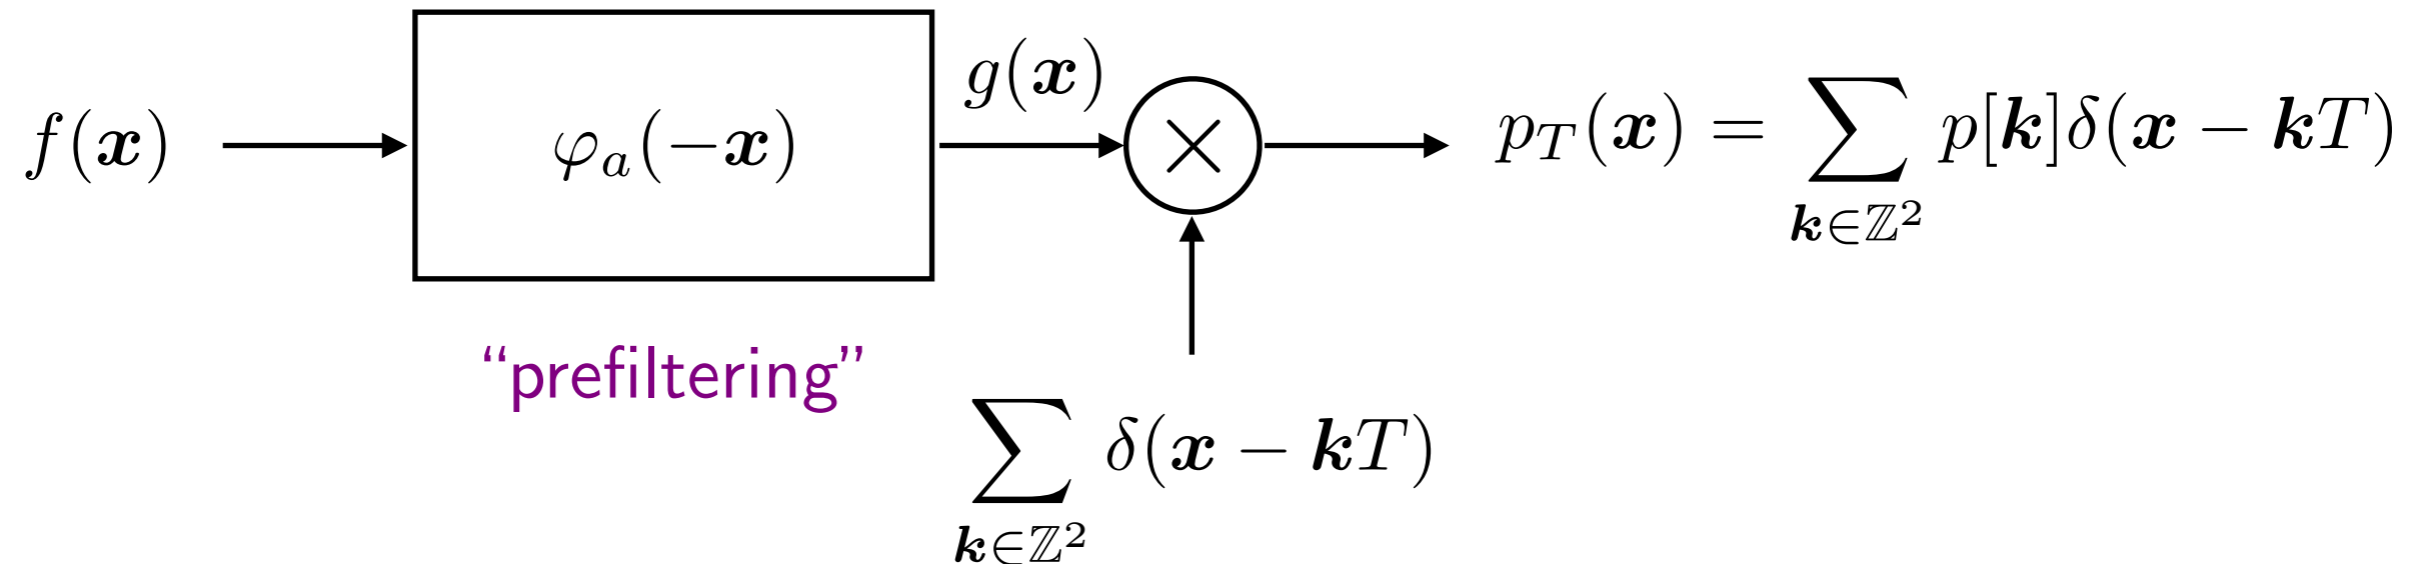 f(x)
φ_a(−x)
g(x)
×
p_T(x) = ∑_{k∈ℤ²} p[k]δ(x − kT)
“prefiltering”
∑_{k∈ℤ²} δ(x − kT)